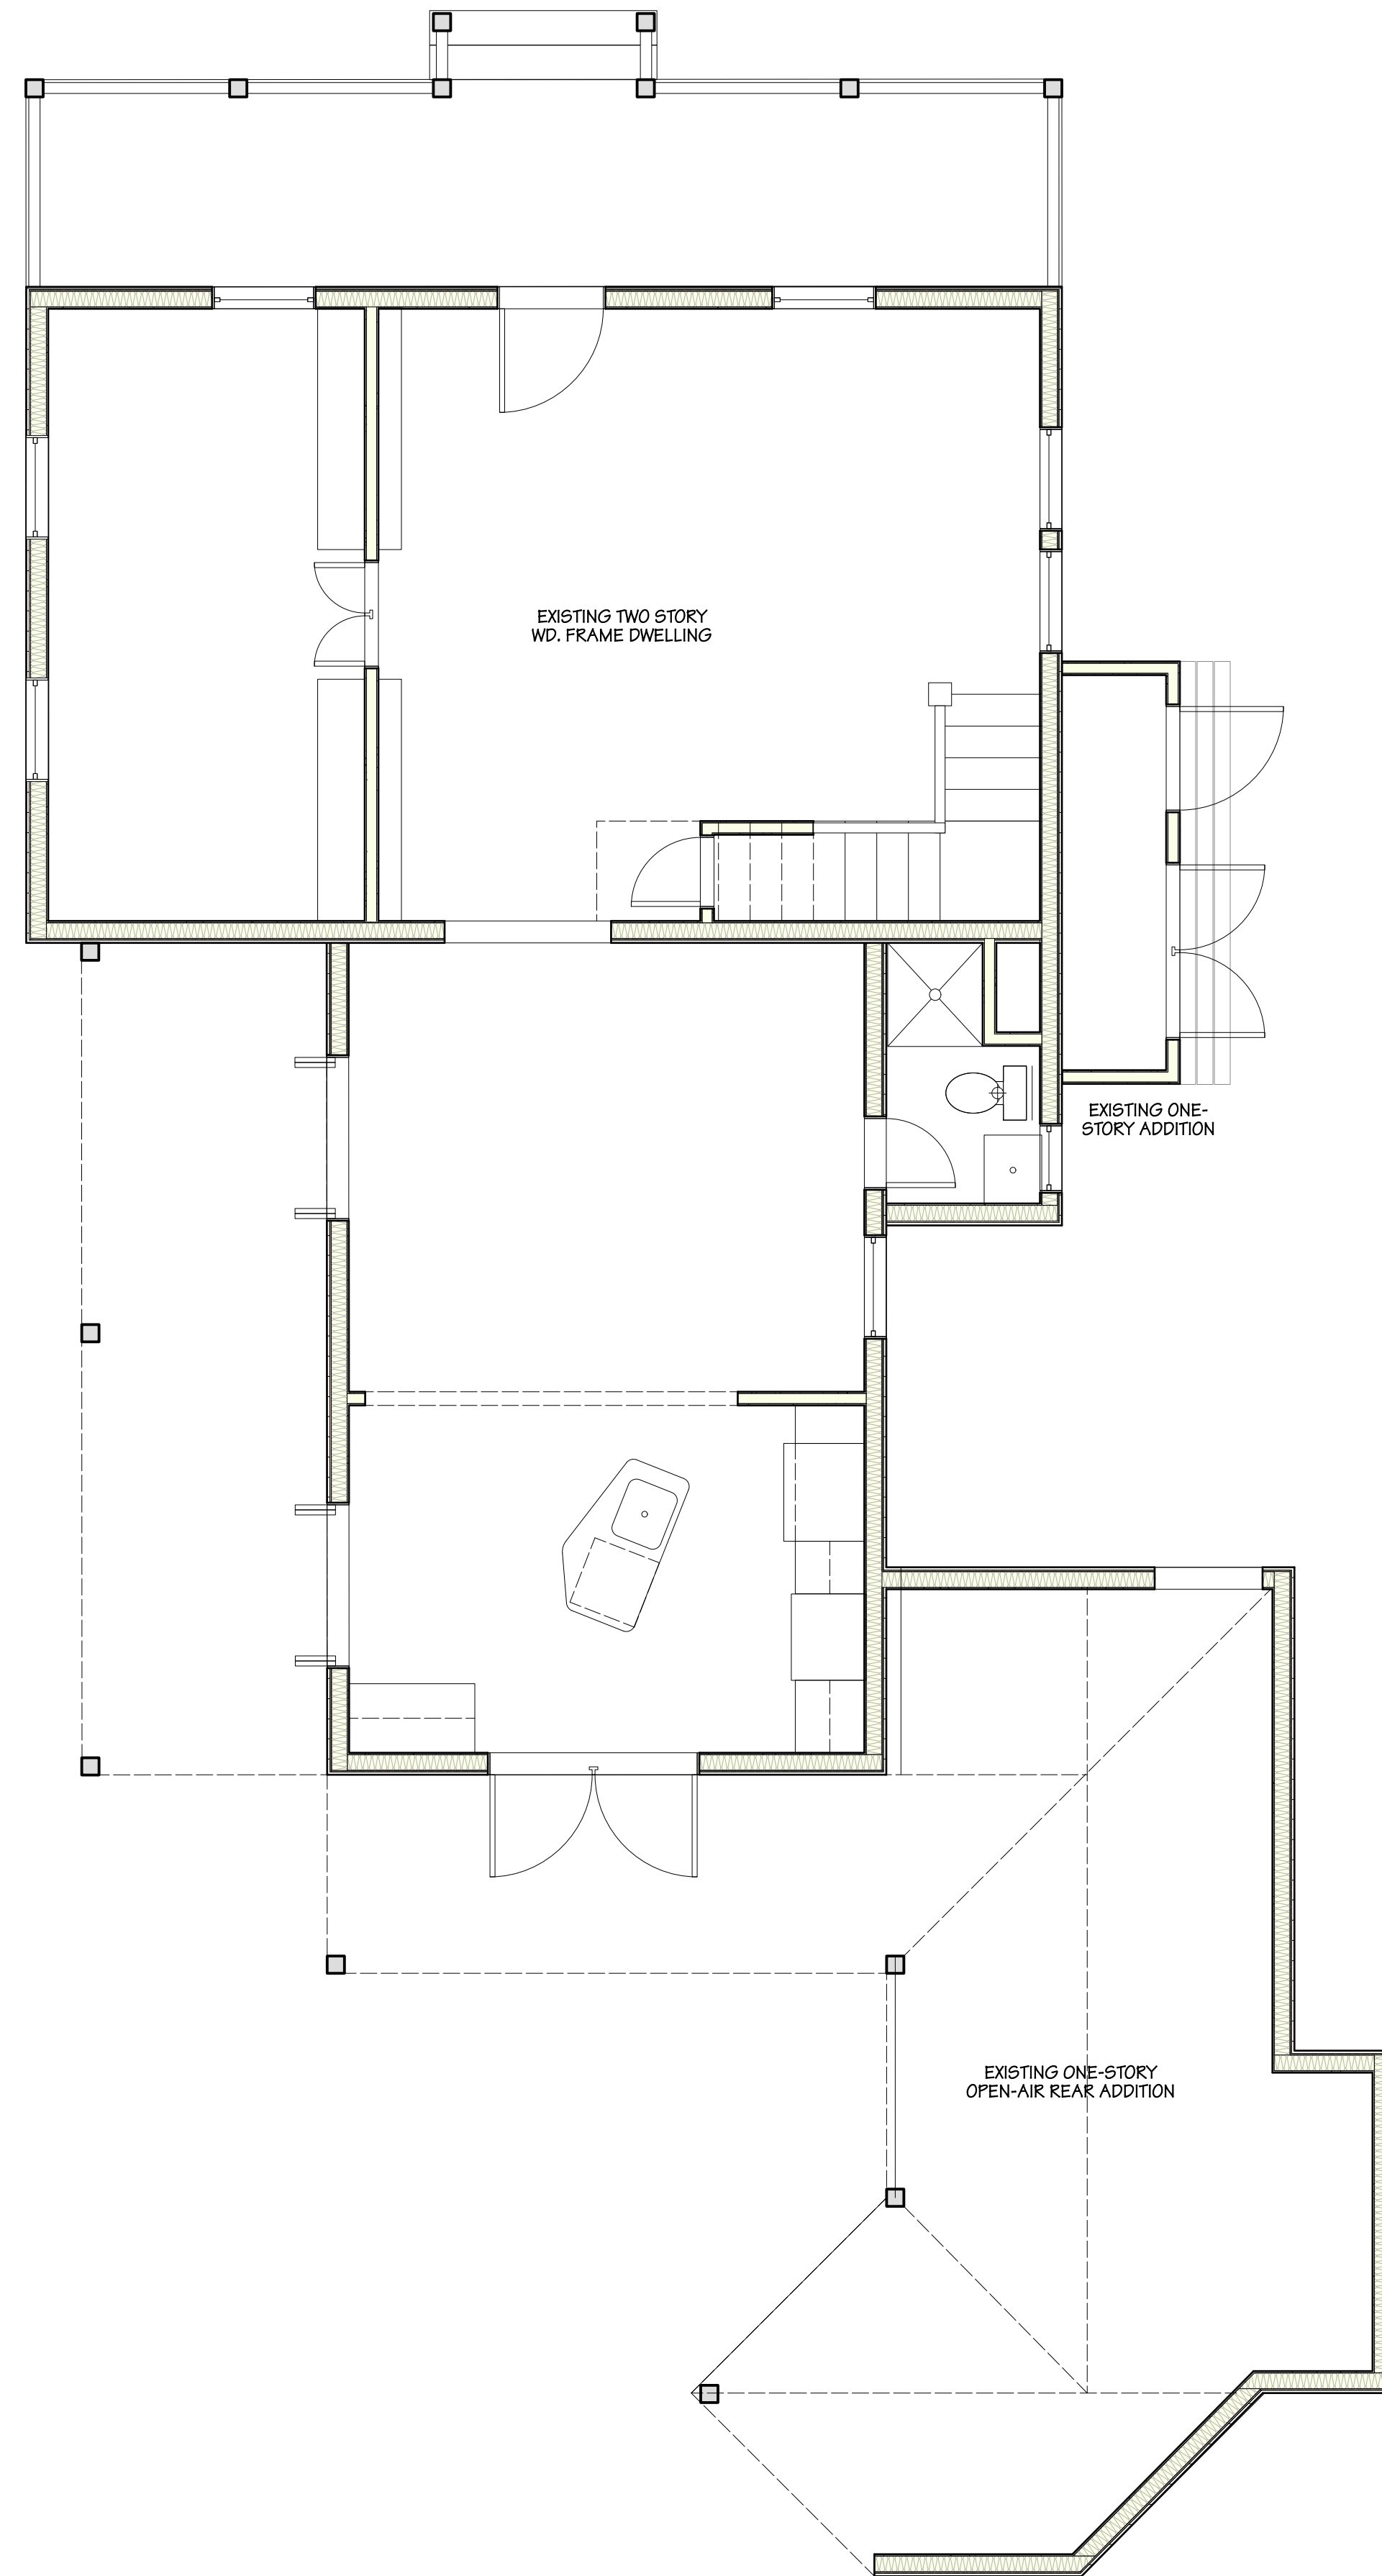 EXISTING TWO STORY
WD. FRAME DWELLING
EXISTING ONE-
STORY ADDITION
EXISTING ONE-STORY
OPEN-AIR REAR ADDITION